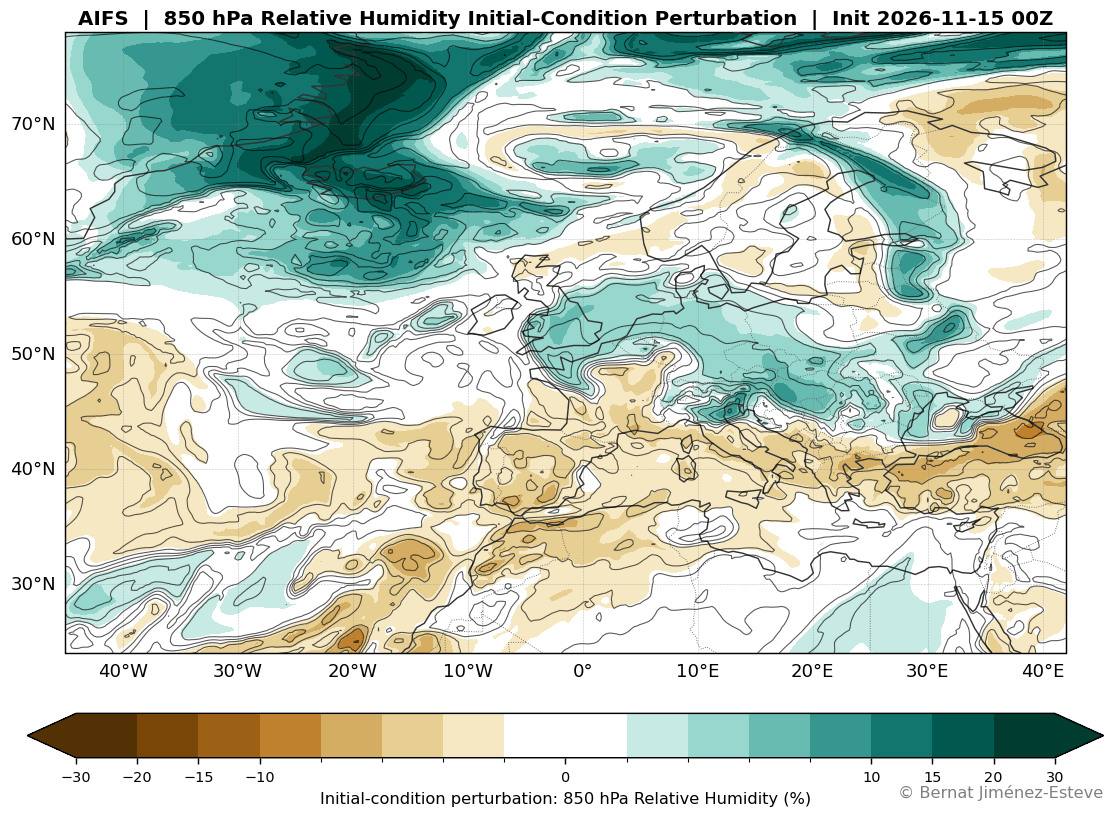 AIFS | 850 hPa Relative Humidity Initial-Condition Perturbation | Init 2026-11-15 00Z
70°N
60°N
50°N
40°N
30°N
40°W 30°W 20°W 10°W 0° 10°E 20°E 30°E 40°E
−30 −20 −15 −10 0 10 15 20 30
Initial-condition perturbation: 850 hPa Relative Humidity (%)
© Bernat Jiménez-Esteve